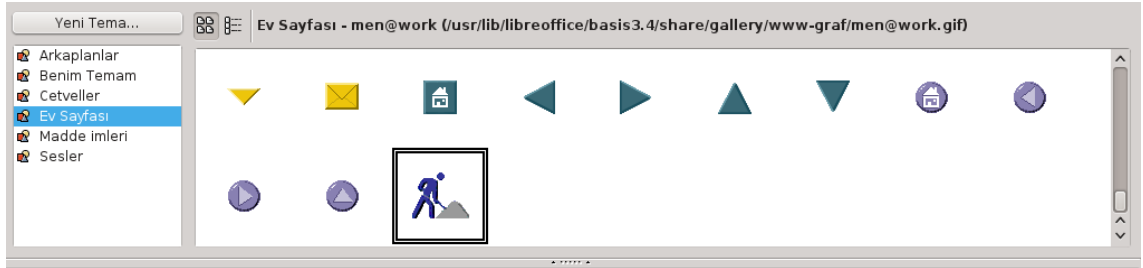 Yeni Tema...
Ev Sayfası - men@work (/usr/lib/libreoffice/basis3.4/share/gallery/www-graf/men@work.gif)
Arkaplanlar
Benim Temam
Cetveller
Ev Sayfası
Madde imleri
Sesler